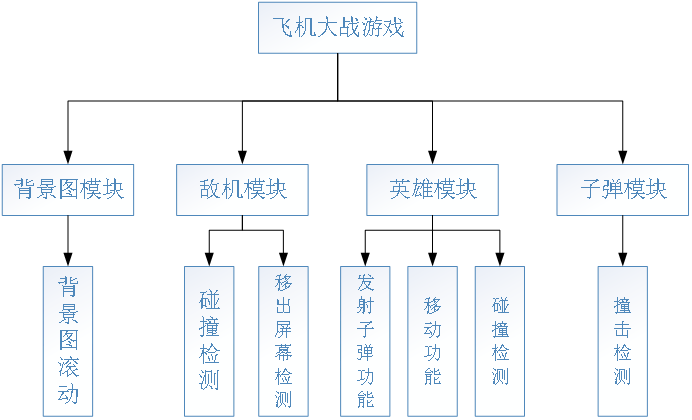 飞机大战游戏
背景图模块
敌机模块
英雄模块
子弹模块
背景图滚动
碰撞检测
移出屏幕检测
发射子弹功能
移动功能
碰撞检测
撞击检测